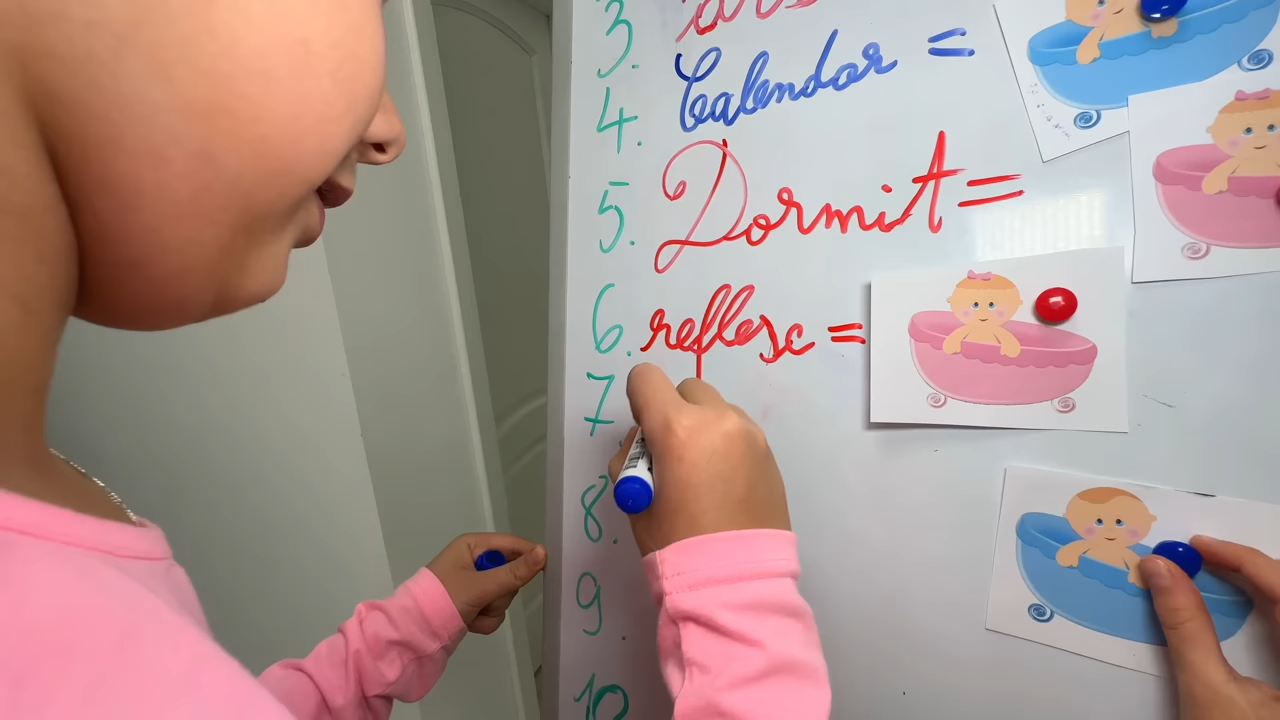 3.
4. Calendar =
5. Dormit =
6. reflesc =
7
8.
9.
10